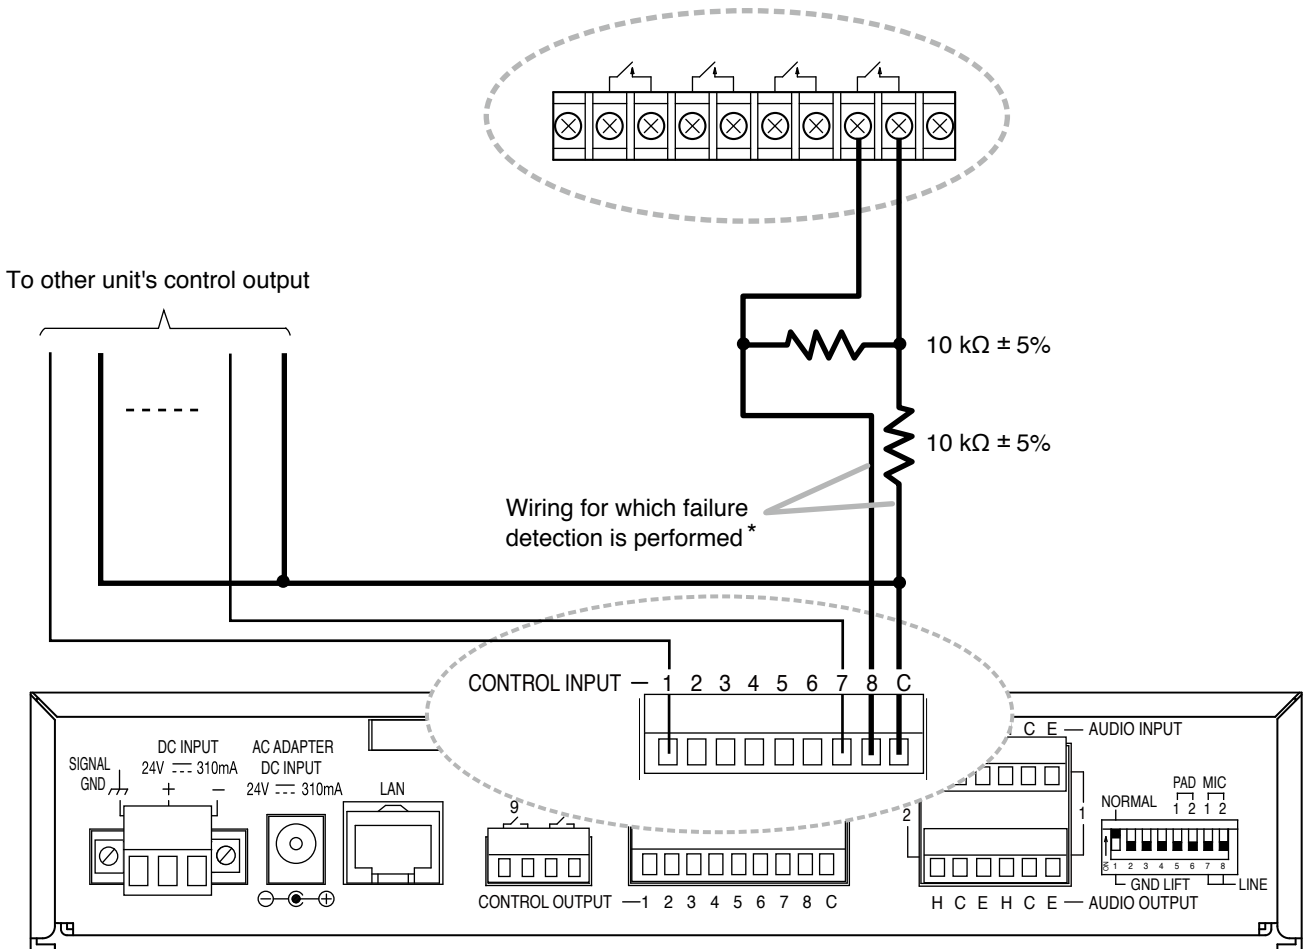 To other unit's control output
10 kΩ ± 5%
10 kΩ ± 5%
Wiring for which failure
detection is performed *
CONTROL INPUT — 1 2 3 4 5 6 7 8 C
C E — AUDIO INPUT
SIGNAL
GND
DC INPUT
24V 310mA
+ −
AC ADAPTER
DC INPUT
24V 310mA
LAN
9
2
1
NORMAL
PAD MIC
1 2 1 2
ON
1 2 3 4 5 6 7 8
GND LIFT
LINE
− +
CONTROL OUTPUT — 1 2 3 4 5 6 7 8 C
H C E H C E — AUDIO OUTPUT